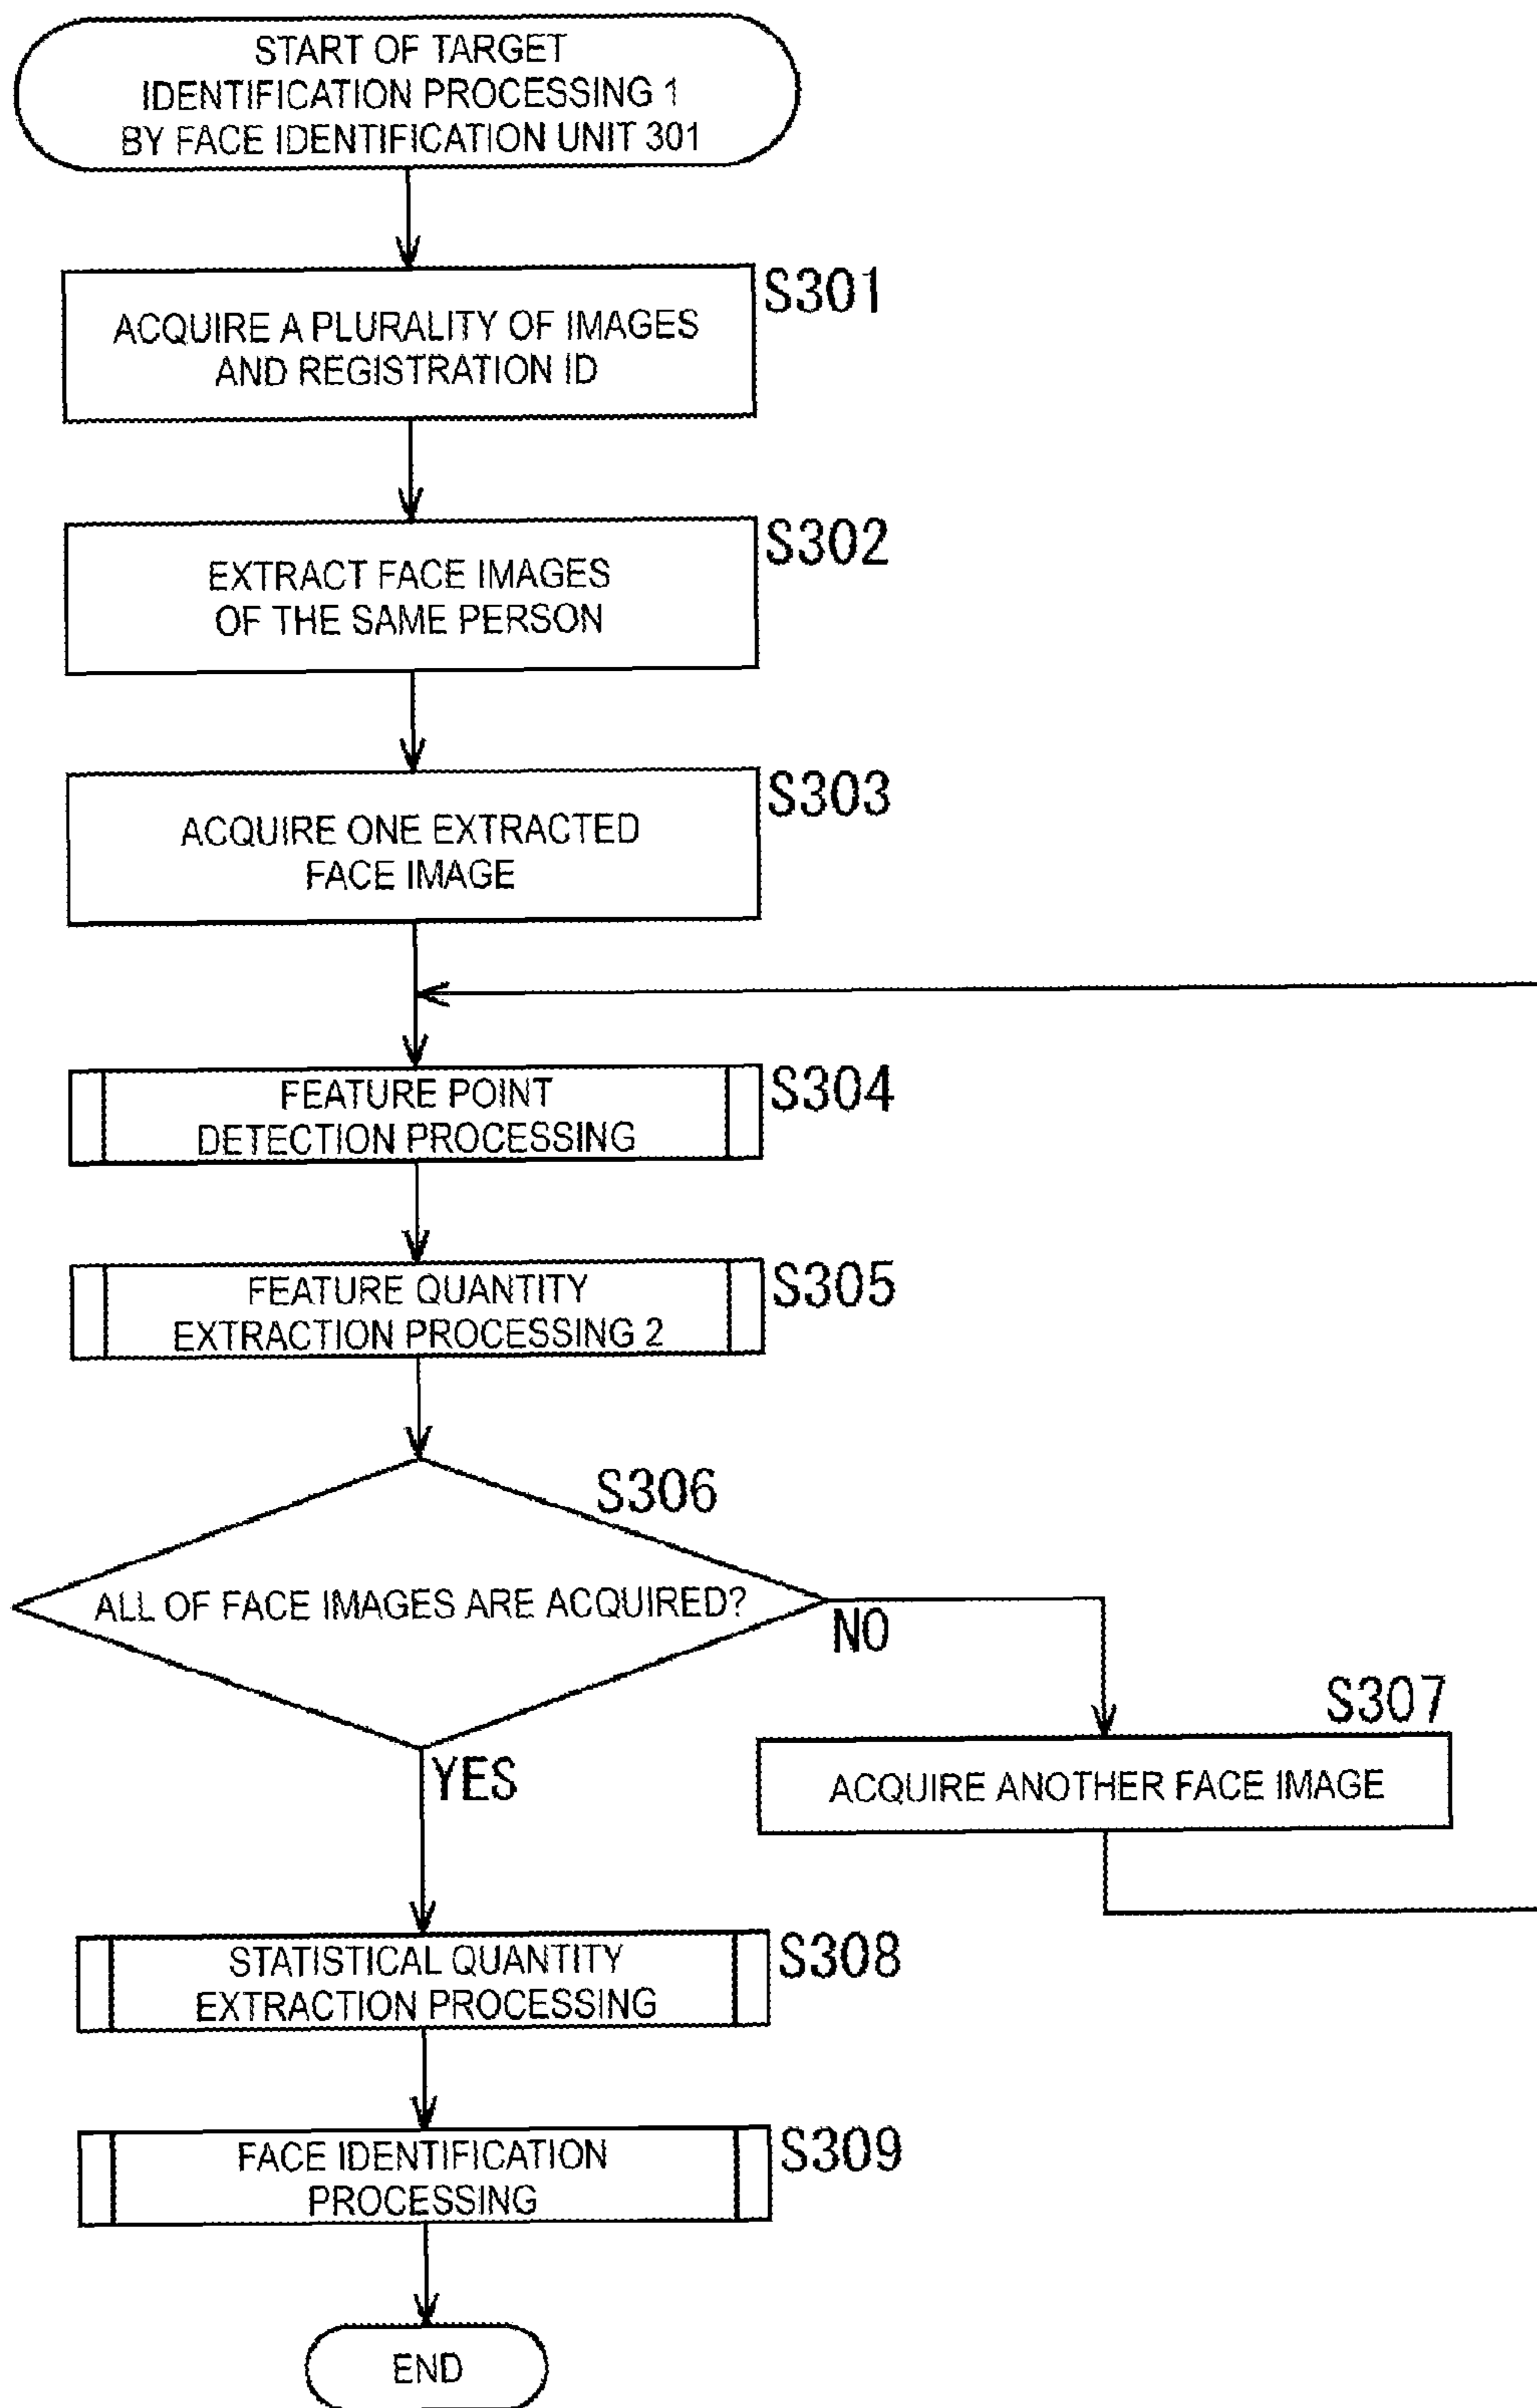 START OF TARGET
IDENTIFICATION PROCESSING 1
BY FACE IDENTIFICATION UNIT 301
S301
ACQUIRE A PLURALITY OF IMAGES
AND REGISTRATION ID
S302
EXTRACT FACE IMAGES
OF THE SAME PERSON
S303
ACQUIRE ONE EXTRACTED
FACE IMAGE
S304
FEATURE POINT
DETECTION PROCESSING
S305
FEATURE QUANTITY
EXTRACTION PROCESSING 2
S306
ALL OF FACE IMAGES ARE ACQUIRED?
NO
S307
ACQUIRE ANOTHER FACE IMAGE
YES
S308
STATISTICAL QUANTITY
EXTRACTION PROCESSING
S309
FACE IDENTIFICATION
PROCESSING
END